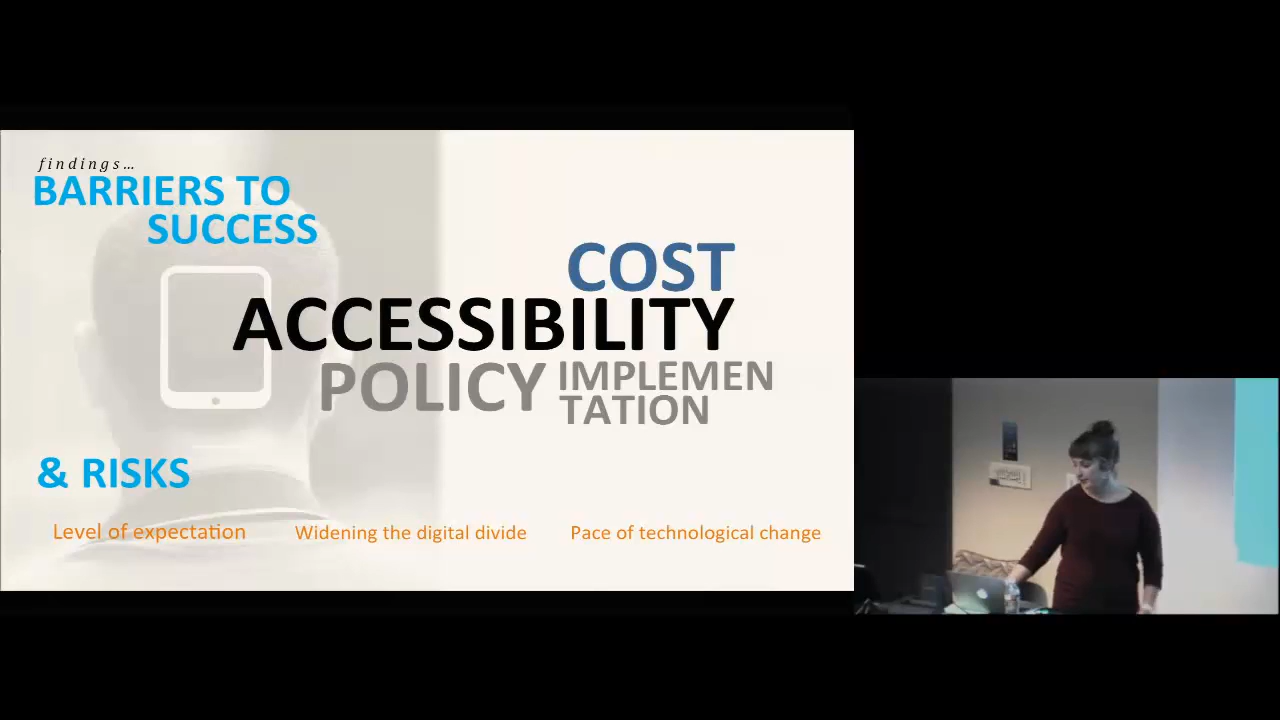 findings...
BARRIERS TO
SUCCESS
COST
ACCESSIBILITY
POLICY IMPLEMEN
TATION
& RISKS
Level of expectation Widening the digital divide Pace of technological change